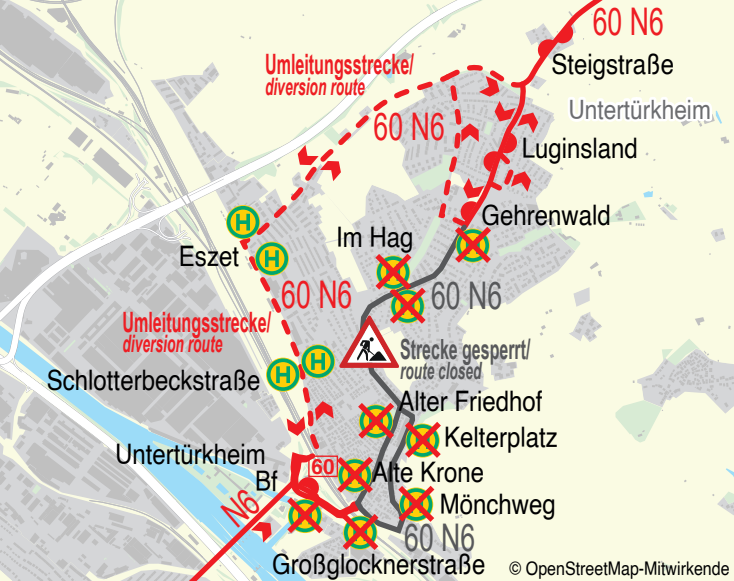 60 N6
Steigstraße
Umleitungsstrecke/
diversion route
Untertürkheim
60 N6
Luginsland
Gehrenwald
H
Im Hag
Eszet
H
60 N6
60 N6
Umleitungsstrecke/
diversion route
Strecke gesperrt/
route closed
H
Schlotterbeckstraße
H
Alter Friedhof
Kelterplatz
Untertürkheim
Bf
60
Alte Krone
N6
Mönchweg
60 N6
Großglocknerstraße
© OpenStreetMap-Mitwirkende